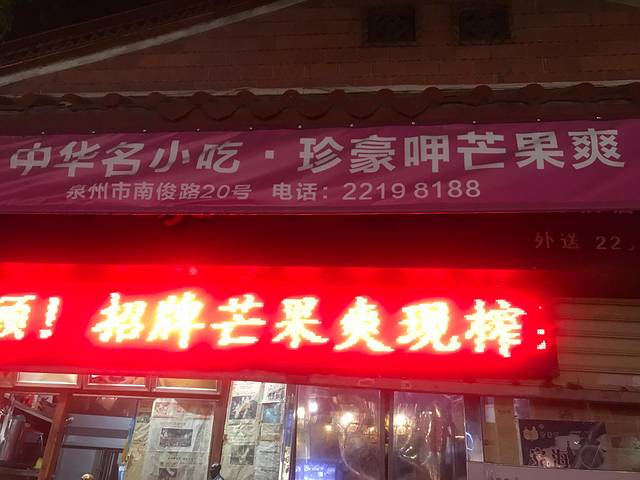 中华名小吃·珍豪呷芒果爽
泉州市南俊路20号 电话：2219 8188
外送 22
! 招牌芒果爽现榨